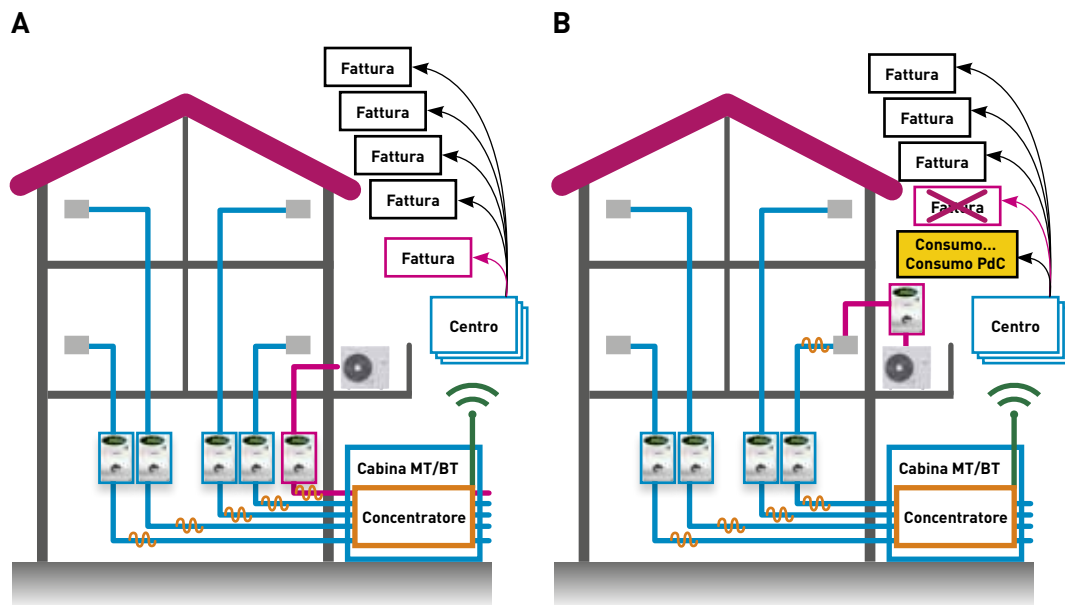 A
Fattura
Fattura
Fattura
Fattura
Fattura
Centro
Cabina MT/BT
Concentratore
B
Fattura
Fattura
Fattura
Fattura
Consumo...
Consumo PdC
Centro
Cabina MT/BT
Concentratore